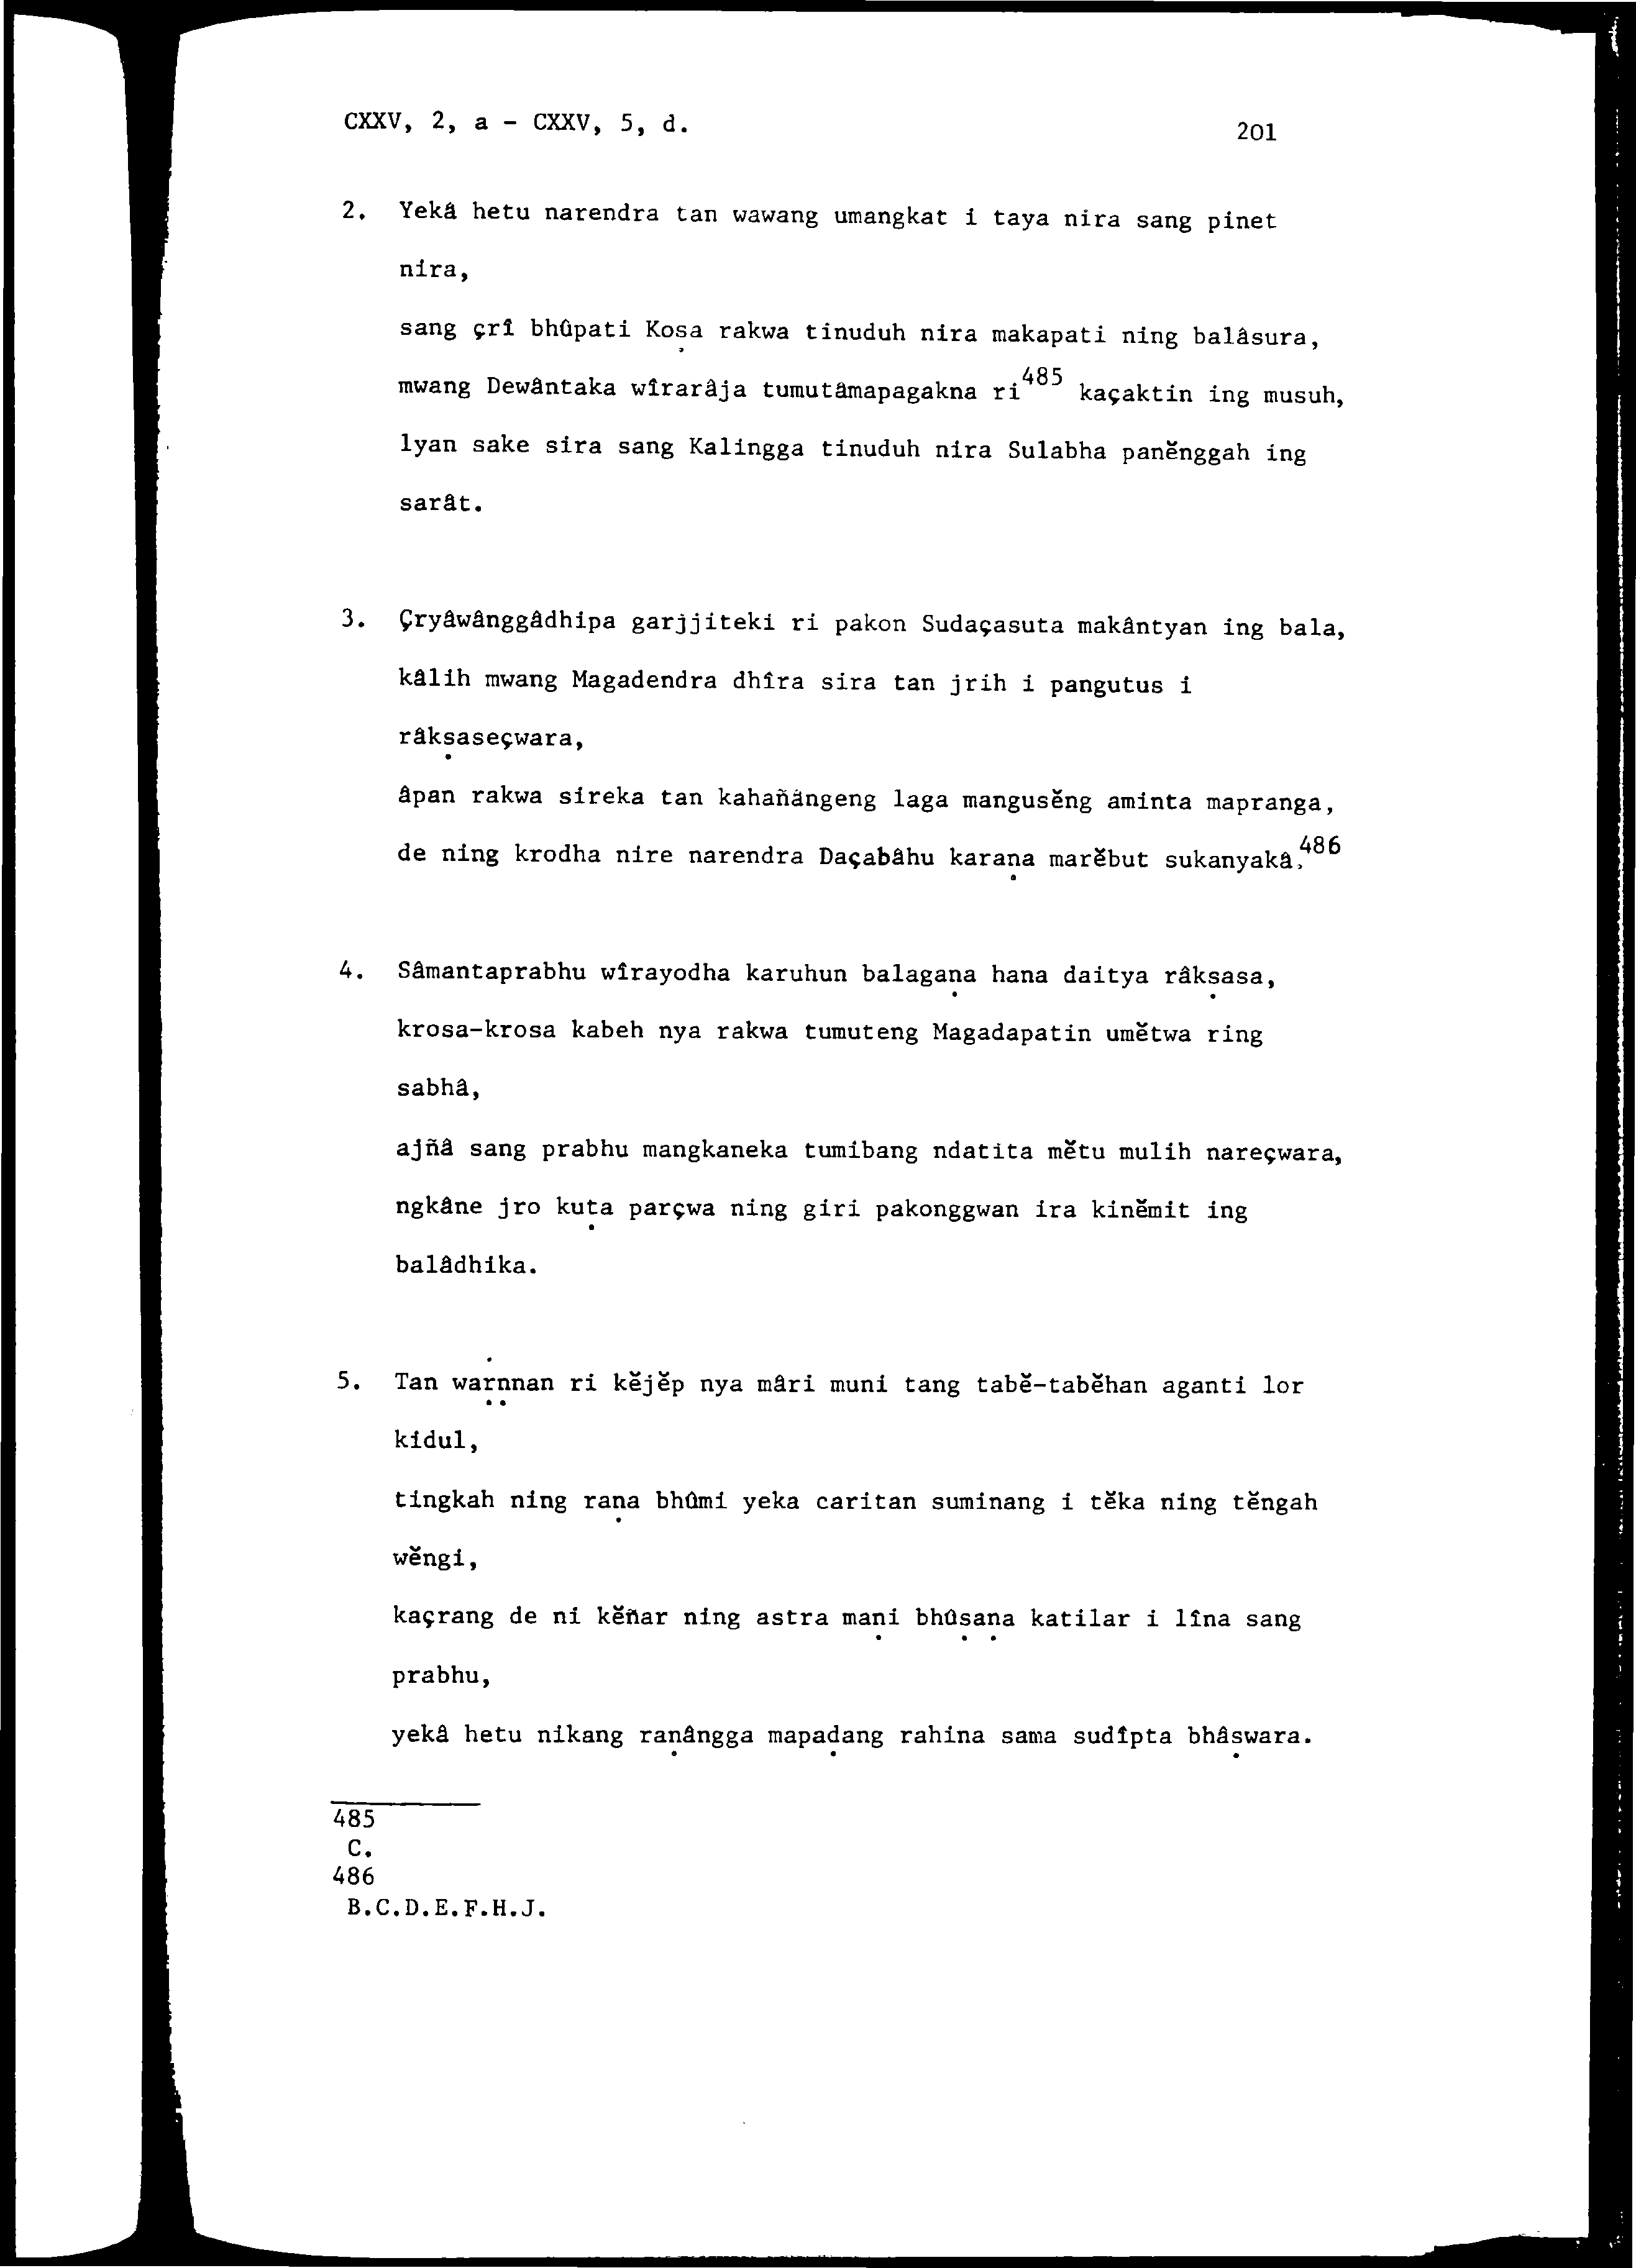 CXXV, 2, a - CXXV, 5, d.
201
2. Yekâ hetu narendra tan wawang umangkat i taya nira sang pinet
nira,
sang çrî bhûpati Koṣa rakwa tinuduh nira makapati ning balâsura,
mwang Dewântaka wîrarâja tumutâmapagakna ri⁴⁸⁵ kaçaktin ing musuh,
lyan sake sira sang Kalingga tinuduh nira Sulabha panĕnggah ing
sarât.
3. Çryâwânggâdhipa garjjiteki ri pakon Sudaçasuta makântyan ing bala,
kâlih mwang Magadendra dhîra sira tan jrih i pangutus i
râkṣaseçwara,
âpan rakwa sireka tan kahañângeng laga mangusĕng aminta mapranga,
de ning krodha nire narendra Daçabâhu karaṇa marĕbut sukanyakâ.⁴⁸⁶
4. Sâmantaprabhu wîrayodha karuhun balagaṇa hana daitya râkṣasa,
krosa-krosa kabeh nya rakwa tumuteng Magadapatin umĕtwa ring
sabhâ,
ajñâ sang prabhu mangkaneka tumibang ndatita mĕtu mulih nareçwara,
ngkâne jro kuṭa parçwa ning giri pakonggwan ira kinĕmit ing
balâdhika.
5. Tan waṙṇṇan ri kĕjĕp nya mâri muni tang tabĕ-tabĕhan aganti lor
kidul,
tingkah ning raṇa bhûmi yeka caritan suminang i tĕka ning tĕngah
wĕngi,
kaçrang de ni kĕñar ning astra maṇi bhûṣaṇa katilar i lîna sang
prabhu,
yekâ hetu nikang raṇângga mapaḍang rahina sama sudîpta bhâṣwara.
485
C.
486
B.C.D.E.F.H.J.